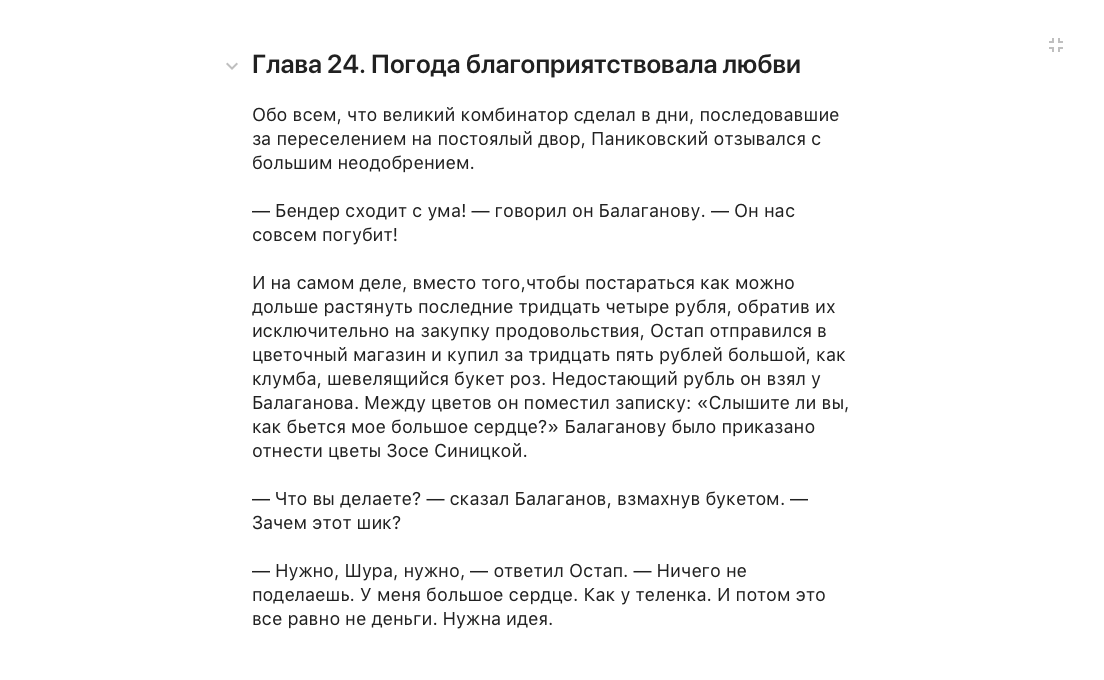 Глава 24. Погода благоприятствовала любви
Обо всем, что великий комбинатор сделал в дни, последовавшие
за переселением на постоялый двор, Паниковский отзывался с
большим неодобрением.
— Бендер сходит с ума! — говорил он Балаганову. — Он нас
совсем погубит!
И на самом деле, вместо того,чтобы постараться как можно
дольше растянуть последние тридцать четыре рубля, обратив их
исключительно на закупку продовольствия, Остап отправился в
цветочный магазин и купил за тридцать пять рублей большой, как
клумба, шевелящийся букет роз. Недостающий рубль он взял у
Балаганова. Между цветов он поместил записку: «Слышите ли вы,
как бьется мое большое сердце?» Балаганову было приказано
отнести цветы Зосе Синицкой.
— Что вы делаете? — сказал Балаганов, взмахнув букетом. —
Зачем этот шик?
— Нужно, Шура, нужно, — ответил Остап. — Ничего не
поделаешь. У меня большое сердце. Как у теленка. И потом это
все равно не деньги. Нужна идея.